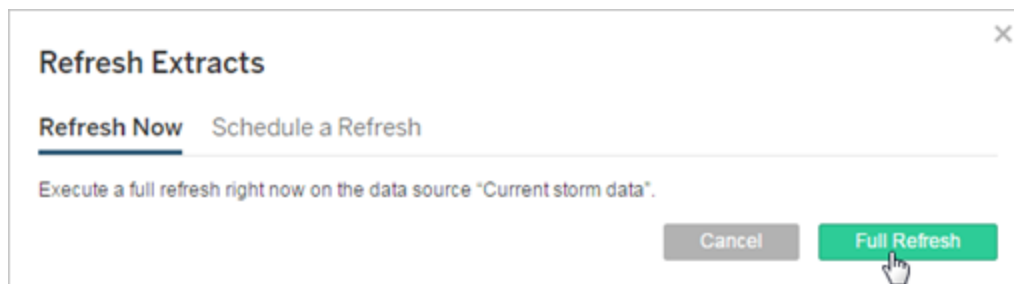 Refresh Extracts
Refresh Now Schedule a Refresh
Execute a full refresh right now on the data source “Current storm data”.
Cancel Full Refresh